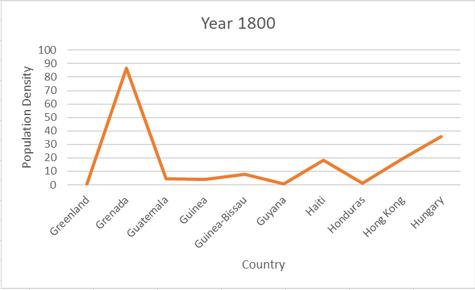 Year 1800
100
90
80
70
60
50
40
30
20
10
0
Population Density
Greenland
Grenada
Guatemala
Guinea
Guinea-Bissau
Guyana
Haiti
Honduras
Hong Kong
Hungary
Country